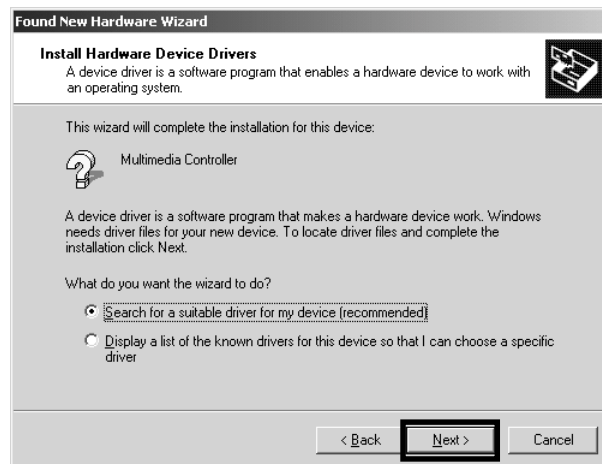 Found New Hardware Wizard
Install Hardware Device Drivers
A device driver is a software program that enables a hardware device to work with
an operating system.
This wizard will complete the installation for this device:
Multimedia Controller
A device driver is a software program that makes a hardware device work. Windows
needs driver files for your new device. To locate driver files and complete the
installation click Next.
What do you want the wizard to do?
Search for a suitable driver for my device (recommended)
Display a list of the known drivers for this device so that I can choose a specific
driver
< Back Next > Cancel